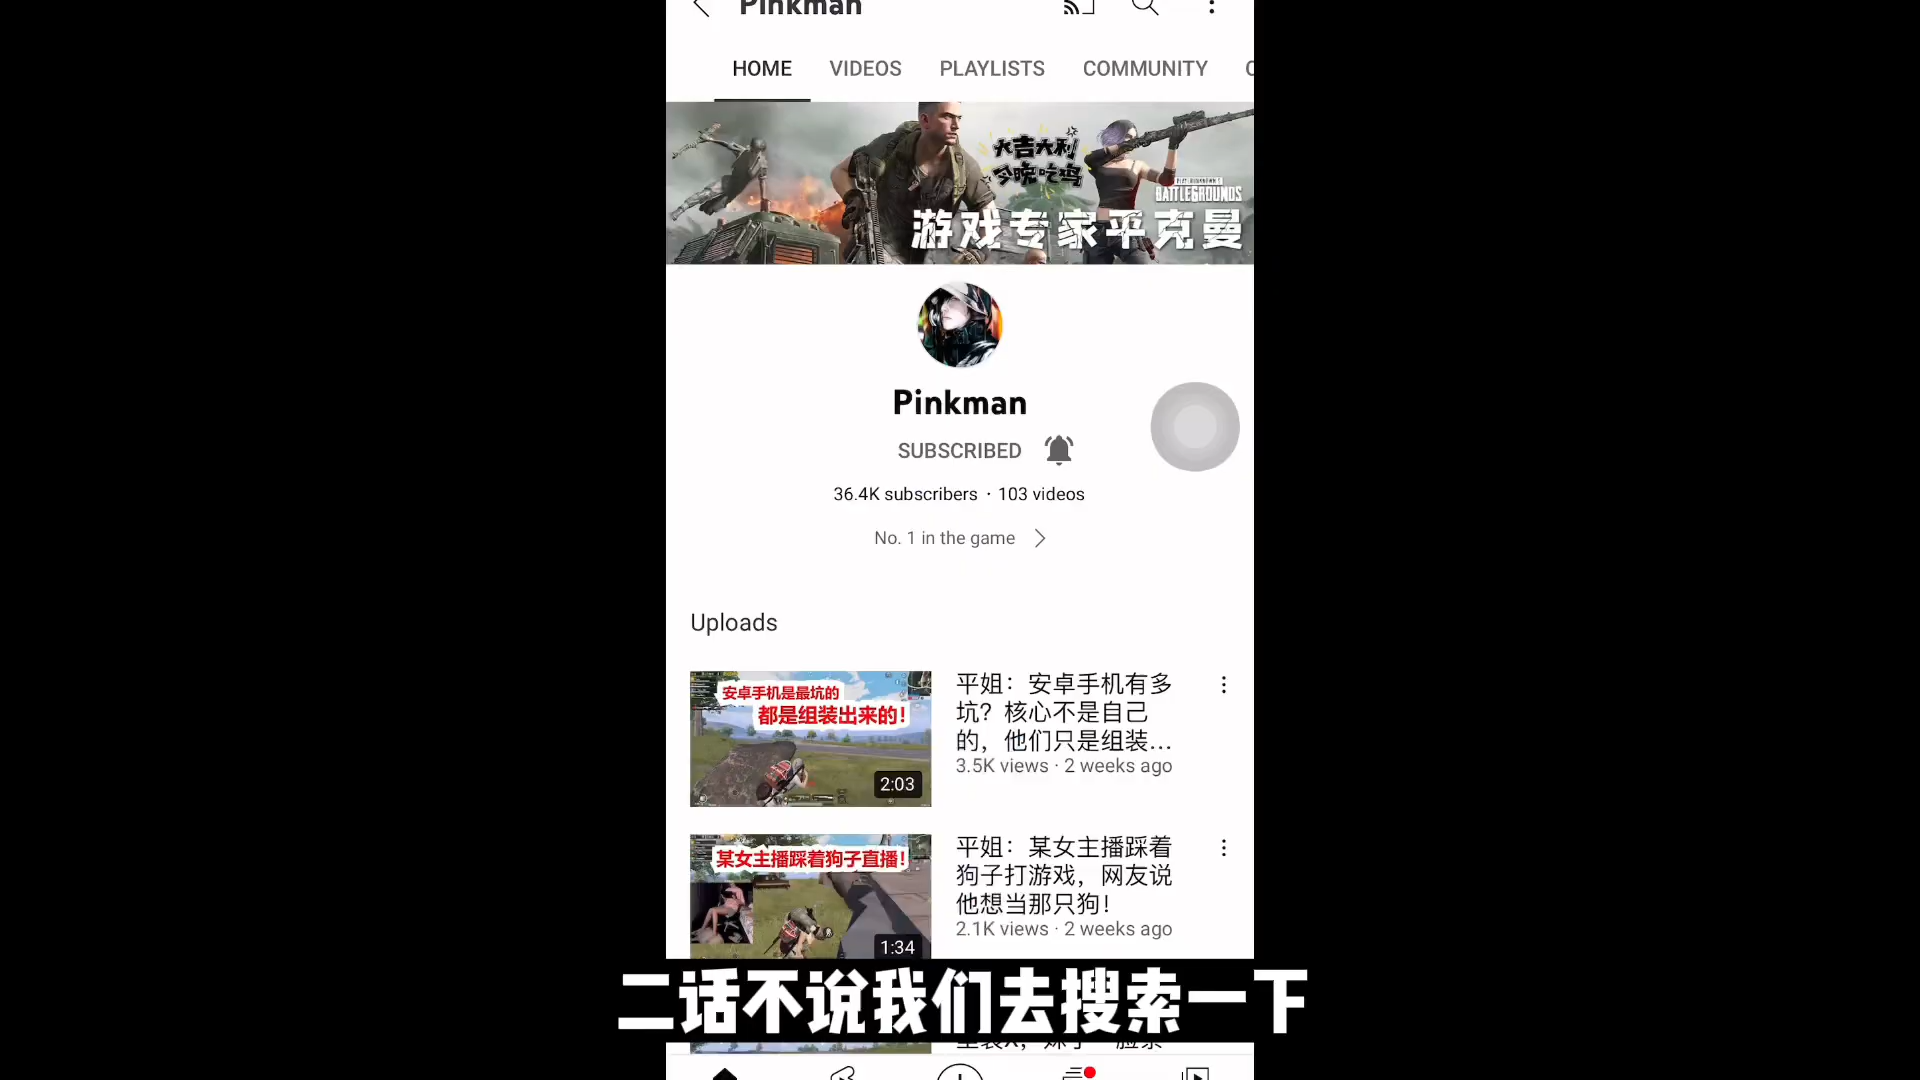 Pinkman
HOME VIDEOS PLAYLISTS COMMUNITY
大吉大利
今晚吃鸡
BATTLEGROUNDS
游戏专家平克曼
Pinkman
SUBSCRIBED
36.4K subscribers · 103 videos
No. 1 in the game
Uploads
安卓手机是最坑的
都是组装出来的!
2:03
平姐：安卓手机有多
坑？核心不是自己
的，他们只是组装...
3.5K views · 2 weeks ago
某女主播踩着狗子直播!
1:34
平姐：某女主播踩着
狗子打游戏，网友说
他想当那只狗！
2.1K views · 2 weeks ago
二话不说我们去搜索一下